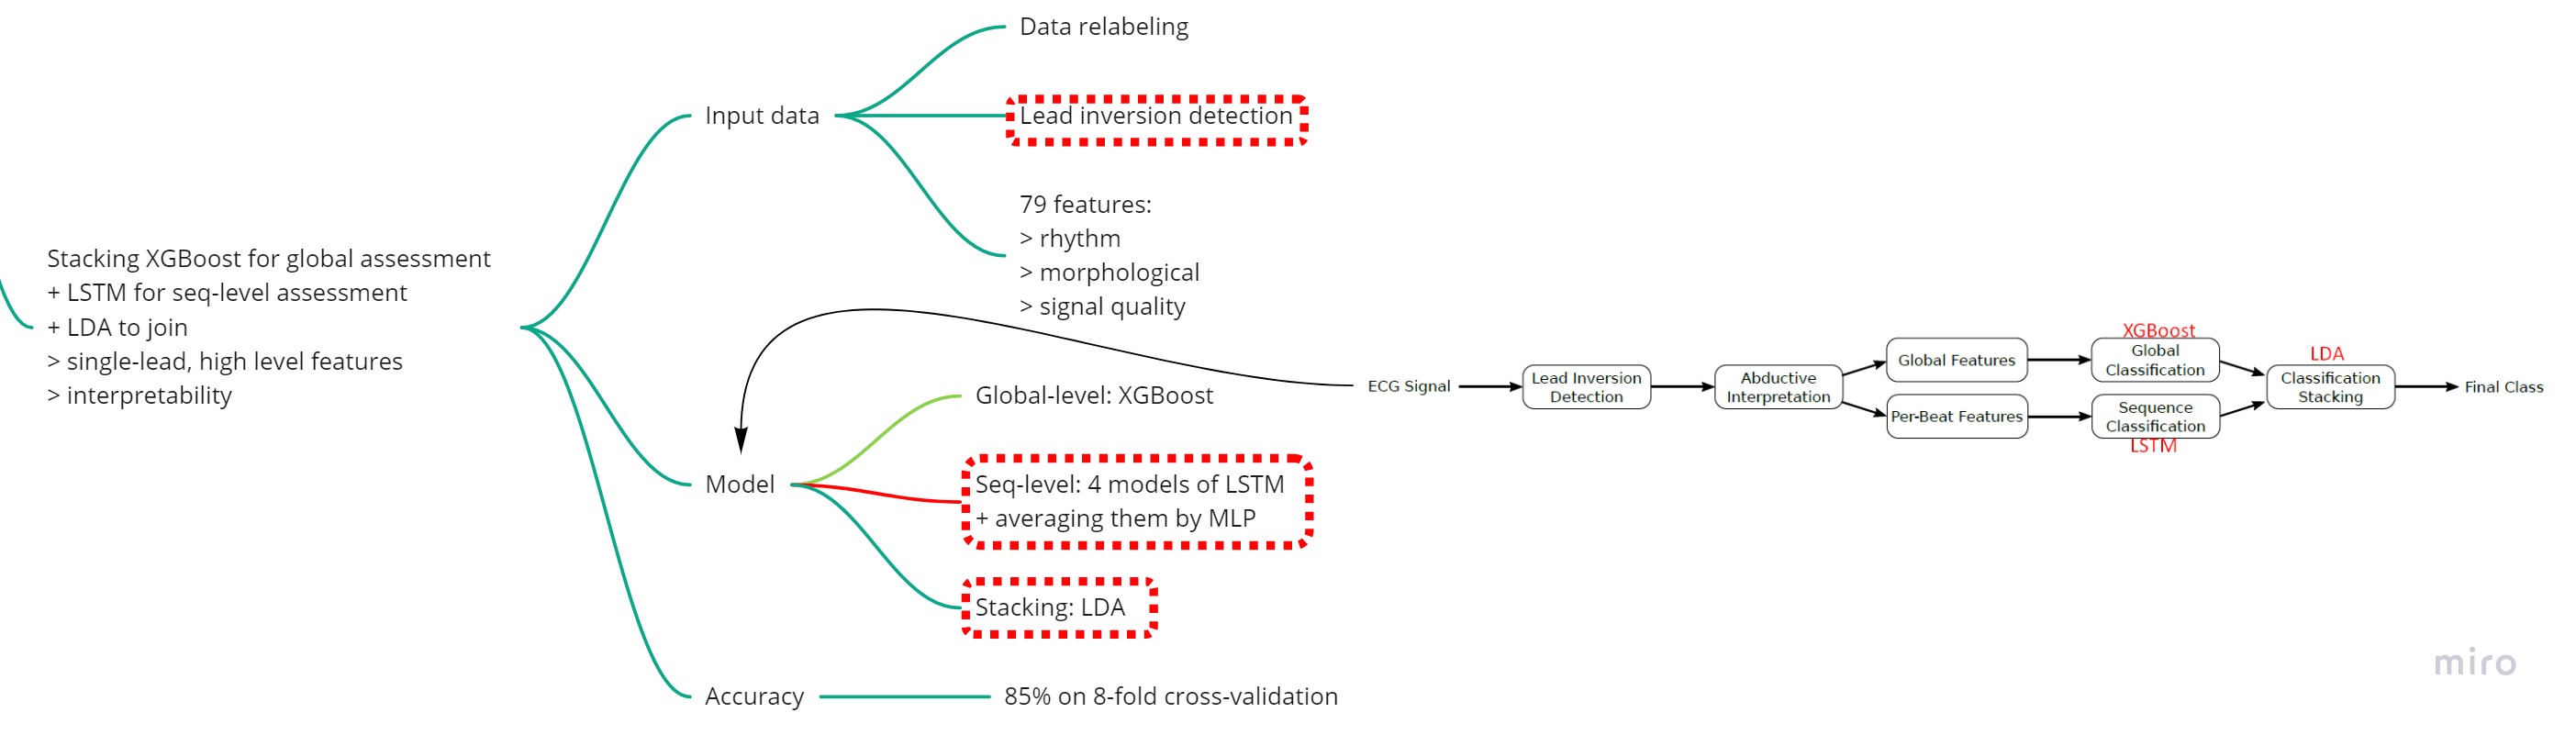 Stacking XGBoost for global assessment
+ LSTM for seq-level assessment
+ LDA to join
> single-lead, high level features
> interpretability
Input data
Data relabeling
Lead inversion detection
79 features:
> rhythm
> morphological
> signal quality
Model
Global-level: XGBoost
Seq-level: 4 models of LSTM
+ averaging them by MLP
Stacking: LDA
Accuracy
85% on 8-fold cross-validation
ECG Signal
Lead Inversion
Detection
Abductive
Interpretation
Global Features
Per-Beat Features
XGBoost
Global
Classification
Sequence
Classification
LSTM
LDA
Classification
Stacking
Final Class
miro